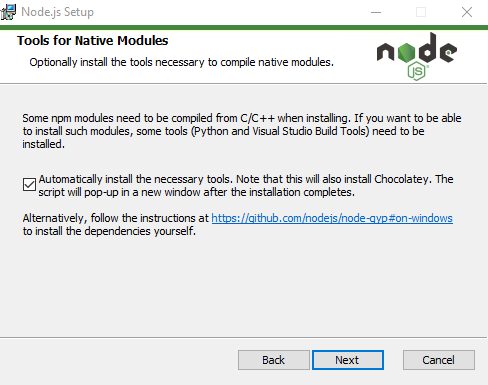 Node.js Setup
Tools for Native Modules
Optionally install the tools necessary to compile native modules.
node
JS
Some npm modules need to be compiled from C/C++ when installing. If you want to be able
to install such modules, some tools (Python and Visual Studio Build Tools) need to be
installed.
Automatically install the necessary tools. Note that this will also install Chocolatey. The
script will pop-up in a new window after the installation completes.
Alternatively, follow the instructions at https://github.com/nodejs/node-gyp#on-windows
to install the dependencies yourself.
Back
Next
Cancel